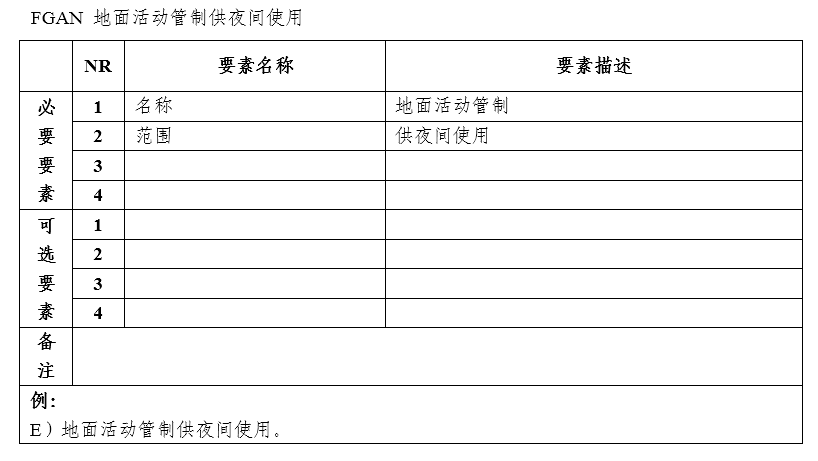 FGAN 地面活动管制供夜间使用
NR 要素名称 要素描述
必要要素
1 名称 地面活动管制
2 范围 供夜间使用
3
4
可选要素
1
2
3
4
备注
例：
E）地面活动管制供夜间使用。